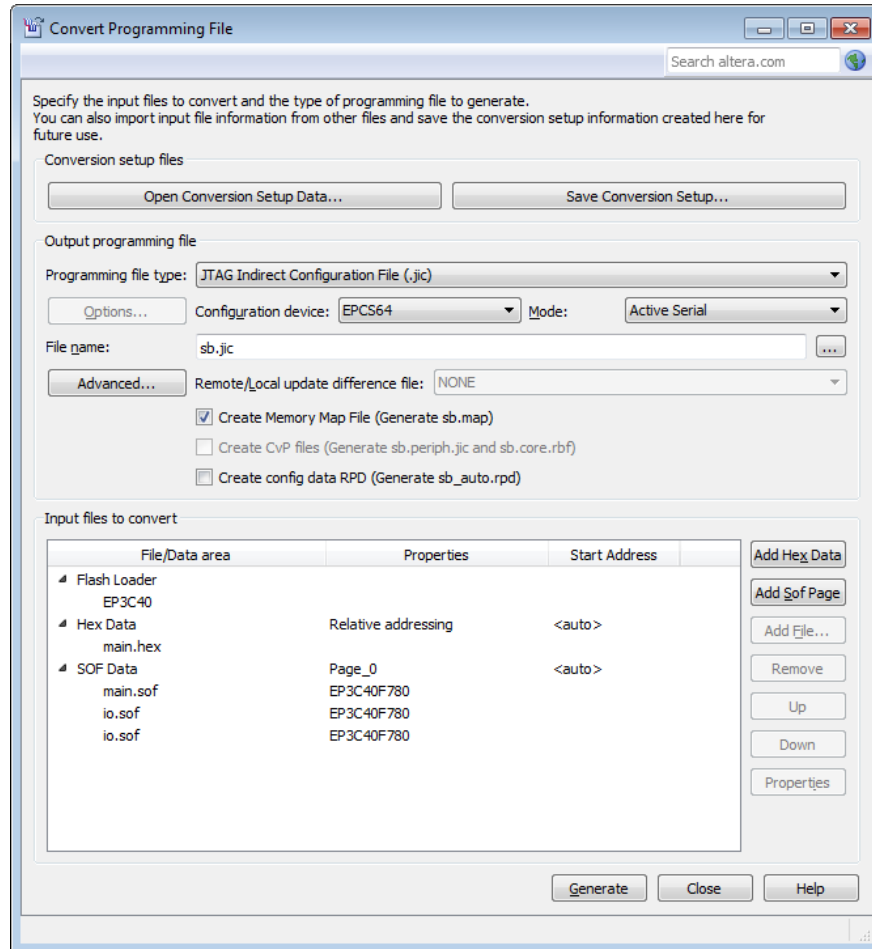 Convert Programming File
Search altera.com
Specify the input files to convert and the type of programming file to generate.
You can also import input file information from other files and save the conversion setup information created here for
future use.
Conversion setup files
Open Conversion Setup Data...
Save Conversion Setup...
Output programming file
Programming file type: JTAG Indirect Configuration File (.jic)
Options... Configuration device: EPCS64 Mode: Active Serial
File name: sb.jic ...
Advanced... Remote/Local update difference file: NONE
Create Memory Map File (Generate sb.map)
Create CvP files (Generate sb.periph.jic and sb.core.rbf)
Create config data RPD (Generate sb_auto.rpd)
Input files to convert
File/Data area Properties Start Address
Flash Loader
EP3C40
Hex Data Relative addressing <auto>
main.hex
SOF Data Page_0 <auto>
main.sof EP3C40F780
io.sof EP3C40F780
io.sof EP3C40F780
Add Hex Data
Add Sof Page
Add File...
Remove
Up
Down
Properties
Generate Close Help